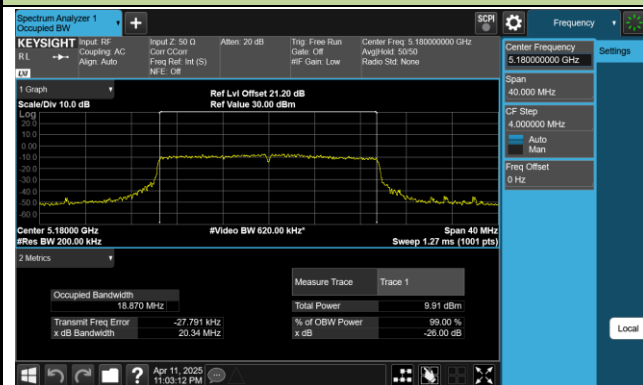 Spectrum Analyzer 1
Occupied BW
+
SCPI
Frequency
KEYSIGHT
Input: RF
Coupling: AC
Align: Auto
Input Z: 50 Ω
Corr CCorr
Freq Ref: Int (S)
NFE: Off
Atten: 20 dB
Trig: Free Run
Gate: Off
#IF Gain: Low
Center Freq: 5.180000000 GHz
Avg|Hold: 50/50
Radio Std: None
RL
LXI
Center Frequency
5.180000000 GHz
Settings
Span
40.000 MHz
CF Step
4.000000 MHz
Auto
Man
Freq Offset
0 Hz
1 Graph
Scale/Div 10.0 dB
Ref Lvl Offset 21.20 dB
Ref Value 30.00 dBm
Log
20.0
10.0
0.00
-10.0
-20.0
-30.0
-40.0
-50.0
-60.0
Center 5.18000 GHz
#Video BW 620.00 kHz*
Span 40 MHz
#Res BW 200.00 kHz
Sweep 1.27 ms (1001 pts)
2 Metrics
Measure Trace Trace 1
Occupied Bandwidth
18.870 MHz
Total Power 9.91 dBm
Transmit Freq Error -27.791 kHz
% of OBW Power 99.00 %
x dB Bandwidth 20.34 MHz
x dB -26.00 dB
Local
?
Apr 11, 2025
11:03:12 PM